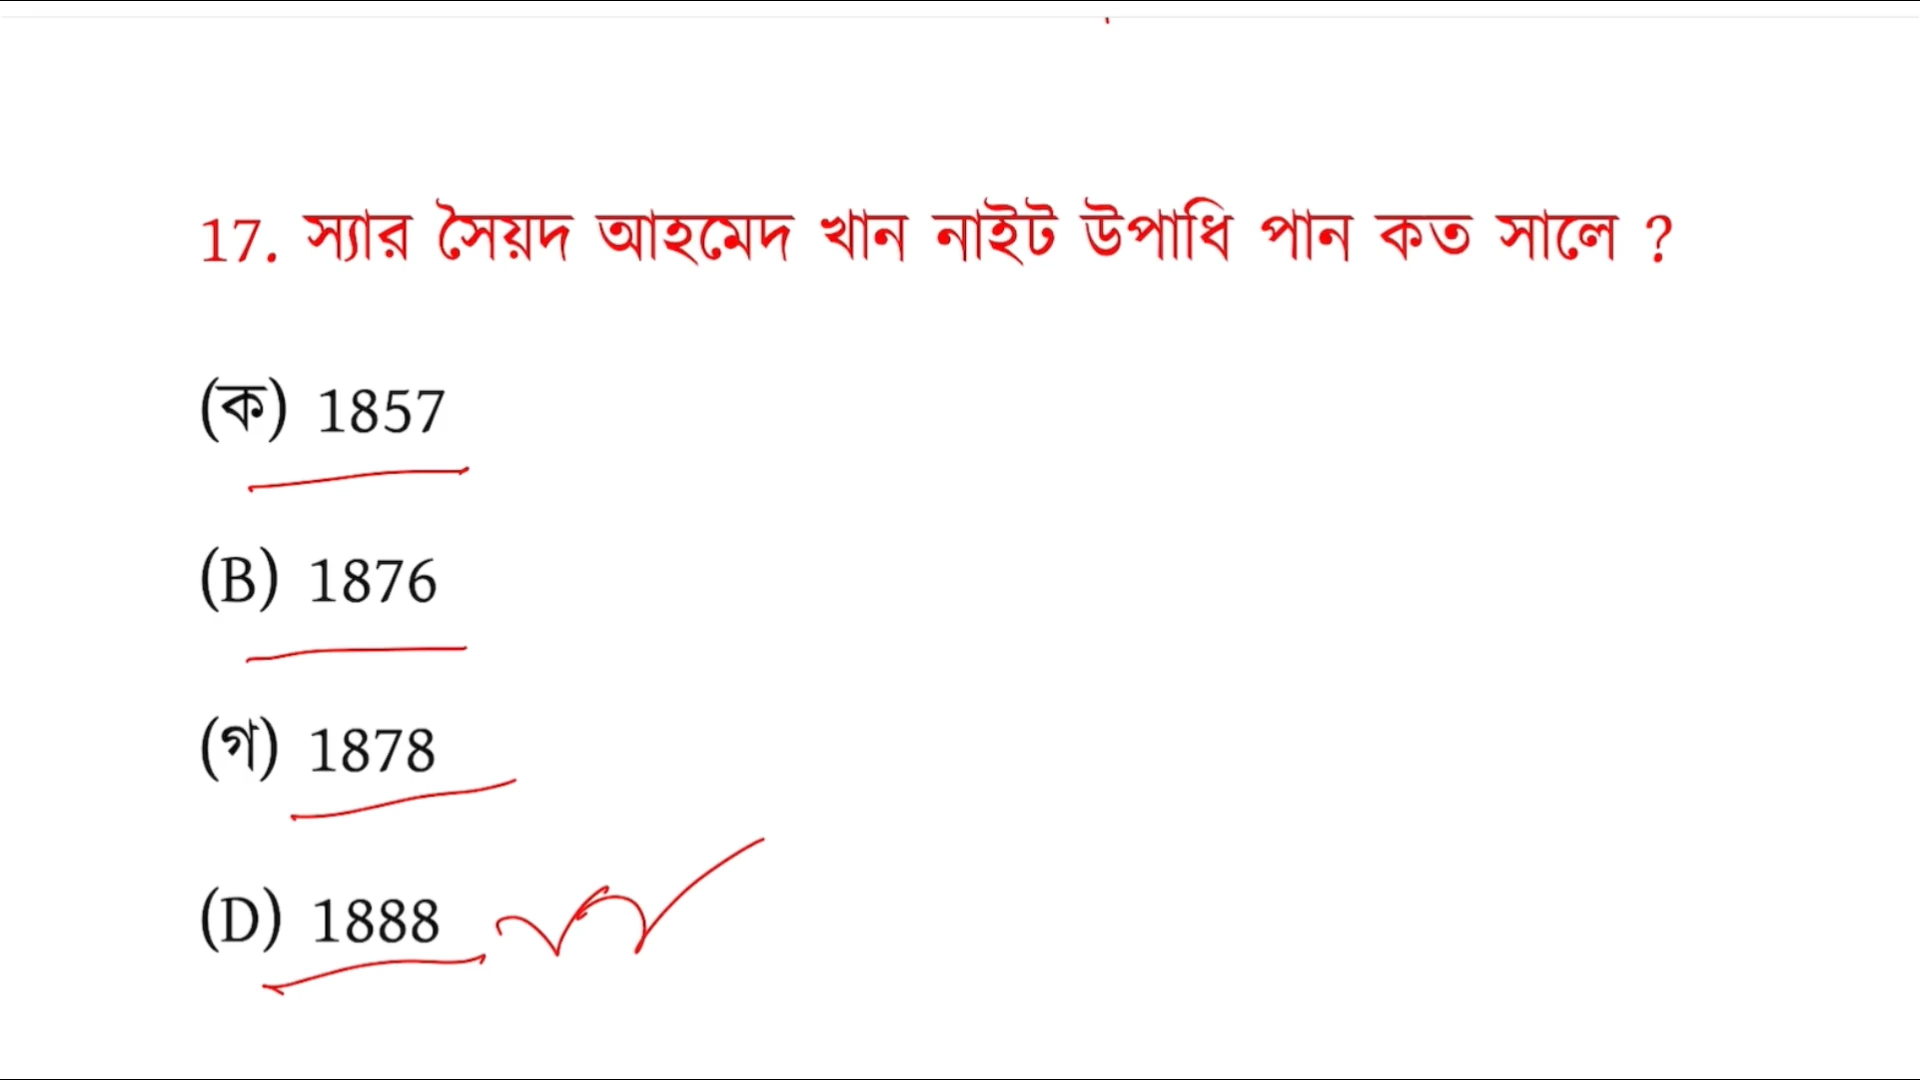 17. স্যার সৈয়দ আহমেদ খান নাইট উপাধি পান কত সালে ?
(ক) 1857
(B) 1876
(গ) 1878
(D) 1888